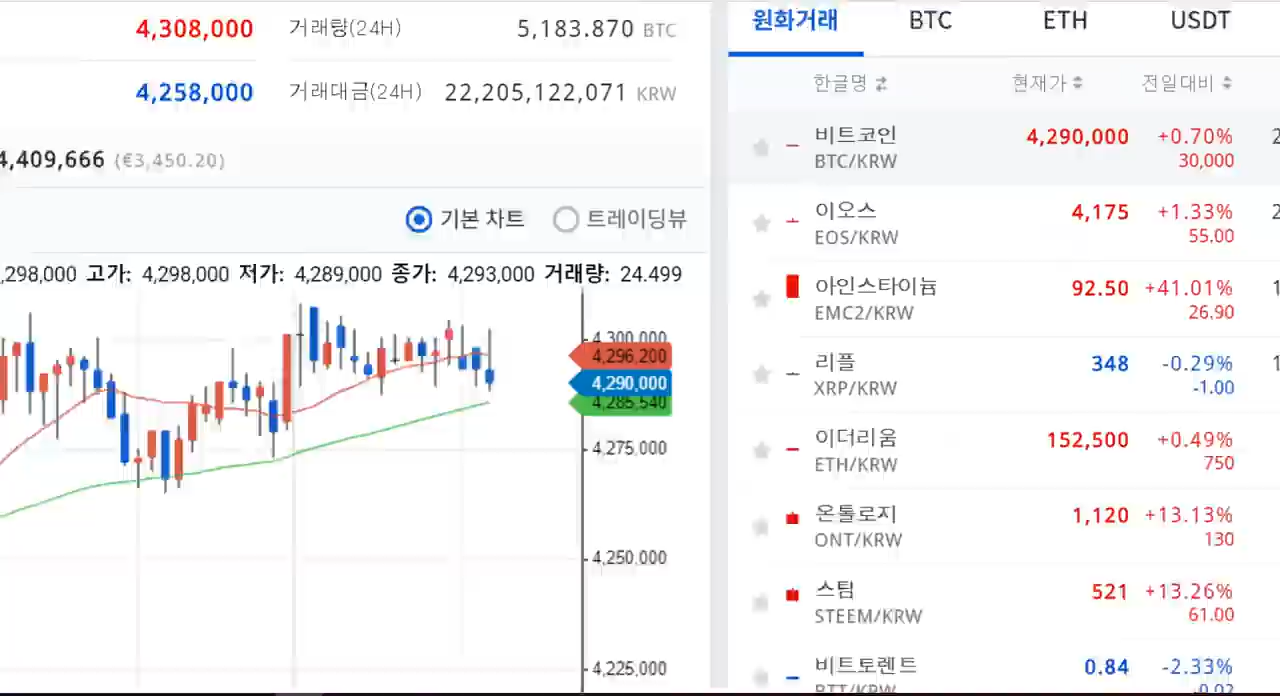 4,308,000 거래량(24H) 5,183.870 BTC
4,258,000 거래대금(24H) 22,205,122,071 KRW
4,409,666 (€3,450.20)
기본 차트 트레이딩뷰
,298,000 고가: 4,298,000 저가: 4,289,000 종가: 4,293,000 거래량: 24.499
4,300,000
4,296,200
4,290,000
4,285,540
4,275,000
4,250,000
4,225,000
원화거래 BTC ETH USDT
한글명 현재가 전일대비
비트코인 4,290,000 +0.70%
BTC/KRW 30,000
이오스 4,175 +1.33%
EOS/KRW 55.00
아인스타이늄 92.50 +41.01%
EMC2/KRW 26.90
리플 348 -0.29%
XRP/KRW -1.00
이더리움 152,500 +0.49%
ETH/KRW 750
온톨로지 1,120 +13.13%
ONT/KRW 130
스팀 521 +13.26%
STEEM/KRW 61.00
비트토렌트 0.84 -2.33%
BTT/KRW -0.02